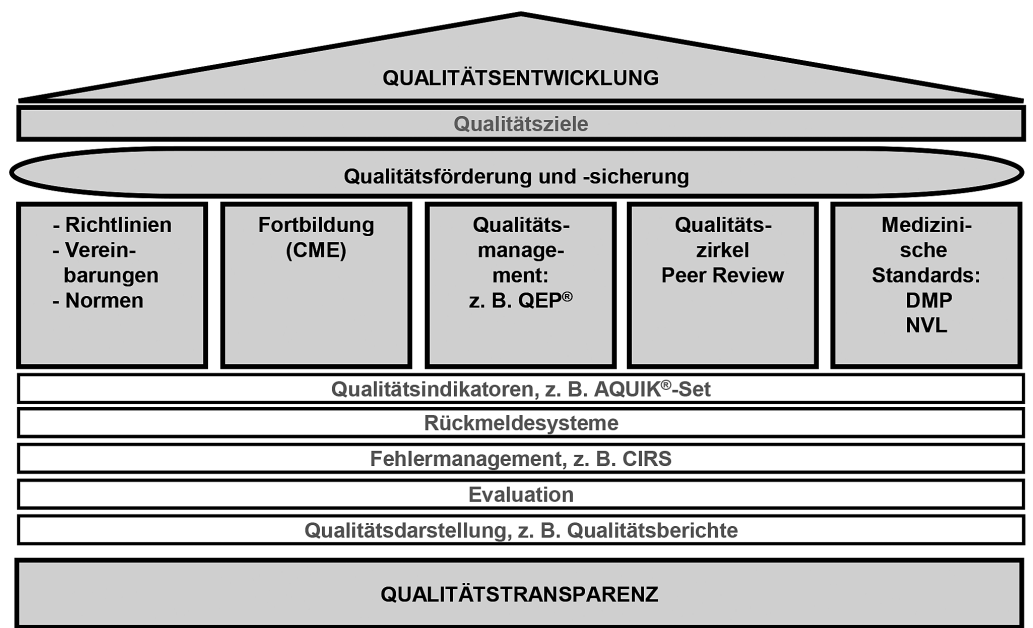 QUALITÄTSENTWICKLUNG
Qualitätsziele
Qualitätsförderung und -sicherung
- Richtlinien
- Verein-
barungen
- Normen
Fortbildung
(CME)
Qualitäts-
manage-
ment:
z. B. QEP®
Qualitäts-
zirkel
Peer Review
Medizini-
sche
Standards:
DMP
NVL
Qualitätsindikatoren, z. B. AQUIK®-Set
Rückmeldesysteme
Fehlermanagement, z. B. CIRS
Evaluation
Qualitätsdarstellung, z. B. Qualitätsberichte
QUALITÄTSTRANSPARENZ